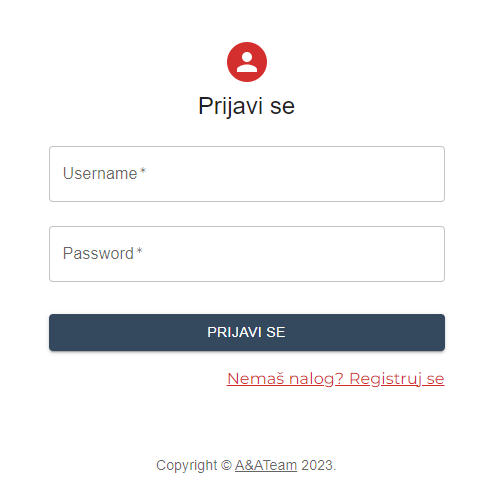 Prijavi se
Username *
Password *
PRIJAVI SE
Nemaš nalog? Registruj se
Copyright © A&ATeam 2023.